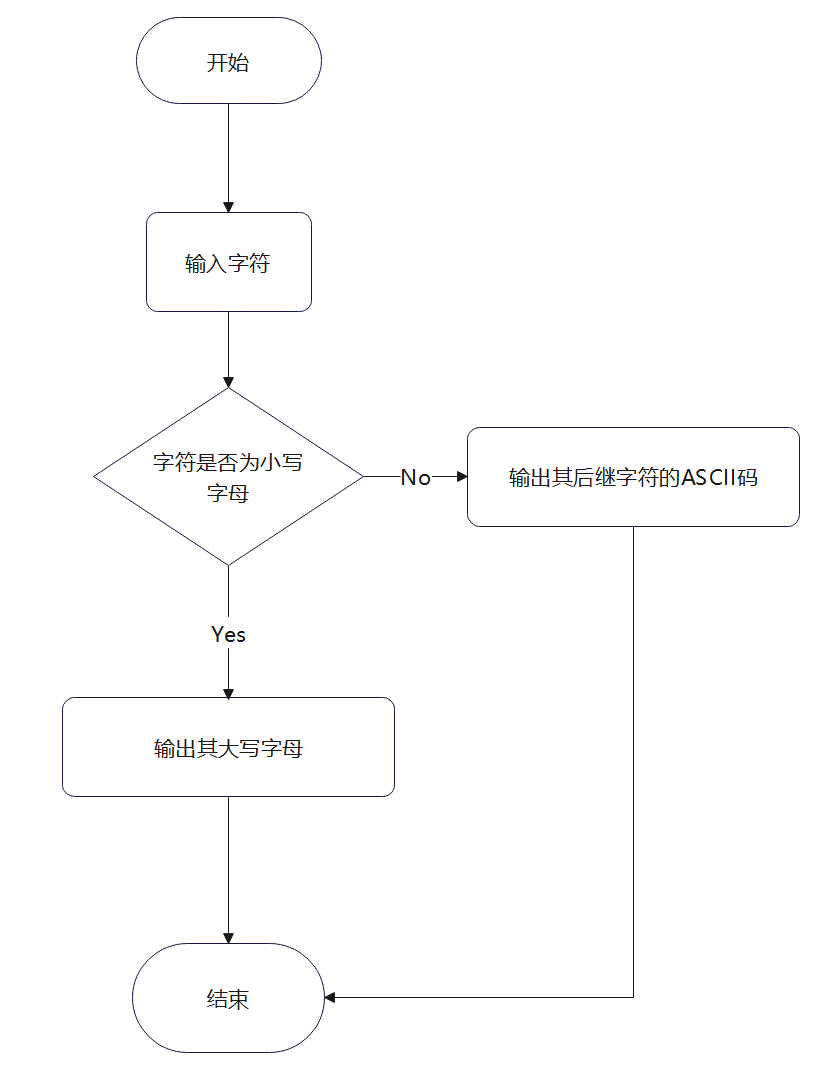 开始
输入字符
字符是否为小写
字母
No
输出其后继字符的ASCII码
Yes
输出其大写字母
结束